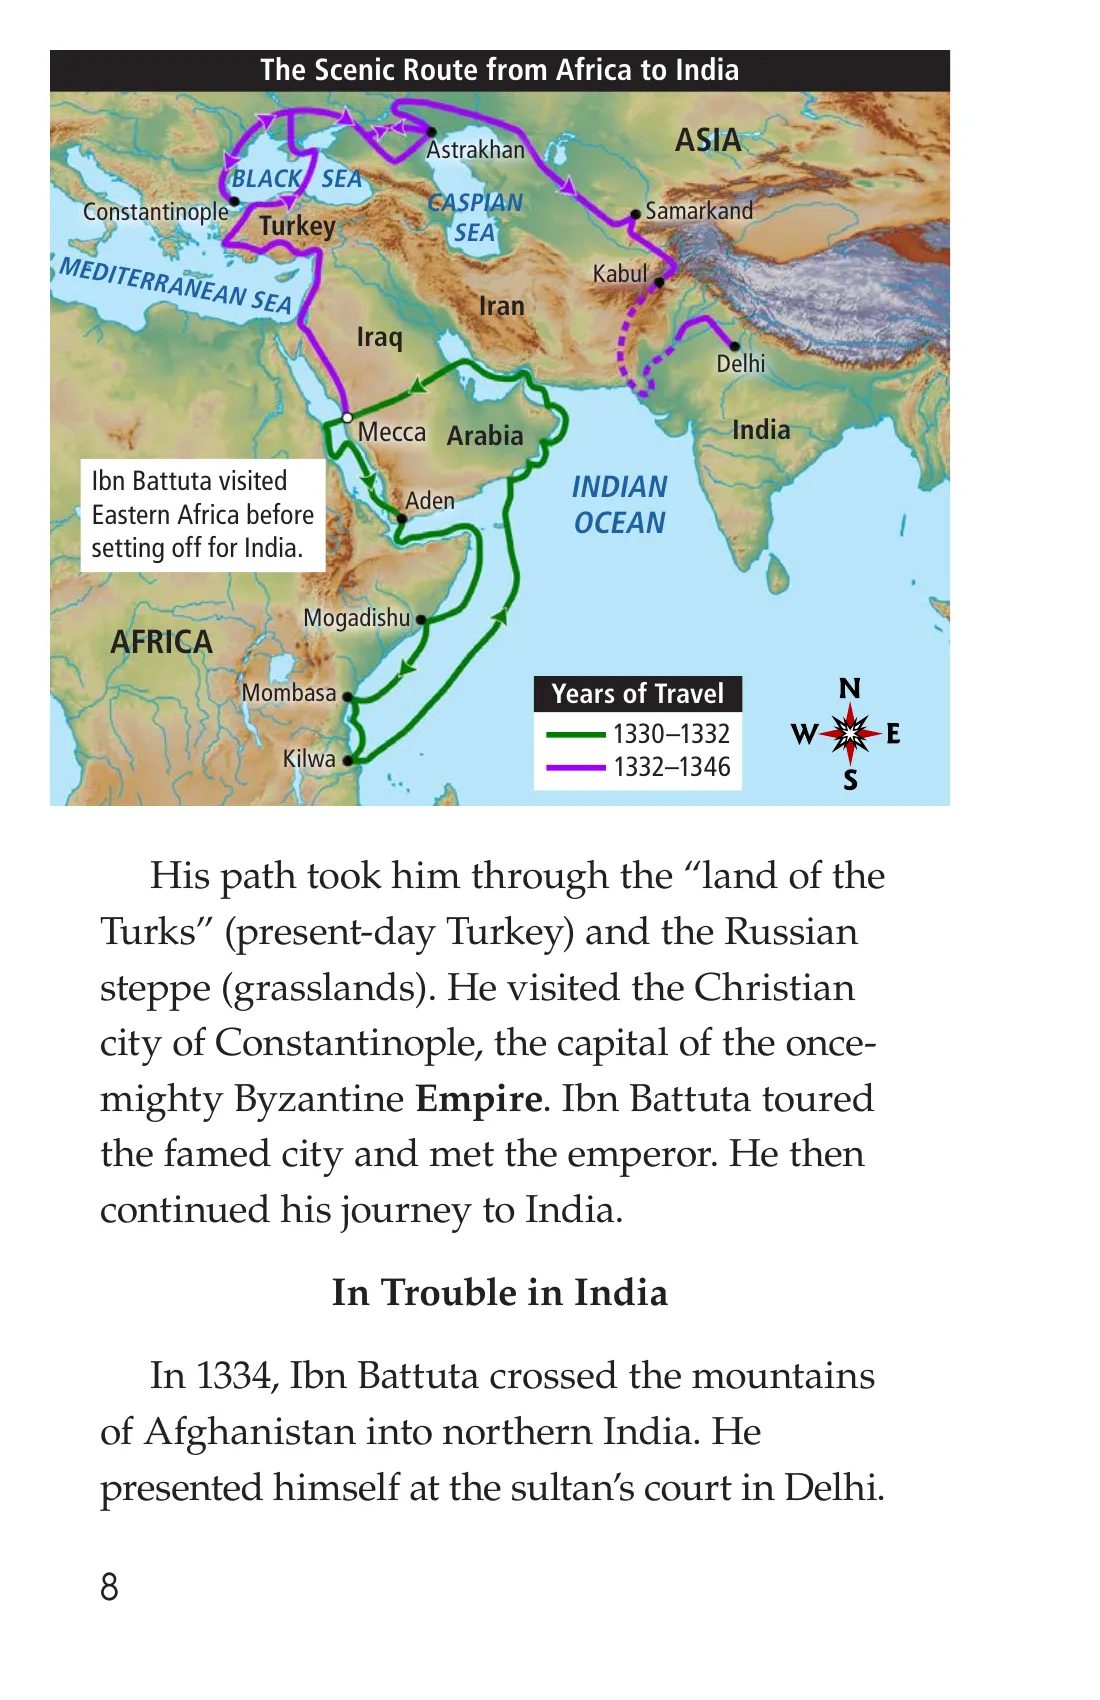 The Scenic Route from Africa to India
ASIA
Astrakhan
BLACK SEA
CASPIAN
SEA
Constantinople
Turkey
Samarkand
MEDITERRANEAN SEA
Kabul
Iran
Iraq
Delhi
Mecca
Arabia
India
Ibn Battuta visited
Eastern Africa before
setting off for India.
Aden
INDIAN
OCEAN
Mogadishu
AFRICA
Mombasa
Kilwa
Years of Travel
1330–1332
1332–1346
N
W E
S
His path took him through the “land of the
Turks” (present-day Turkey) and the Russian
steppe (grasslands). He visited the Christian
city of Constantinople, the capital of the once-
mighty Byzantine Empire. Ibn Battuta toured
the famed city and met the emperor. He then
continued his journey to India.
In Trouble in India
In 1334, Ibn Battuta crossed the mountains
of Afghanistan into northern India. He
presented himself at the sultan’s court in Delhi.
8